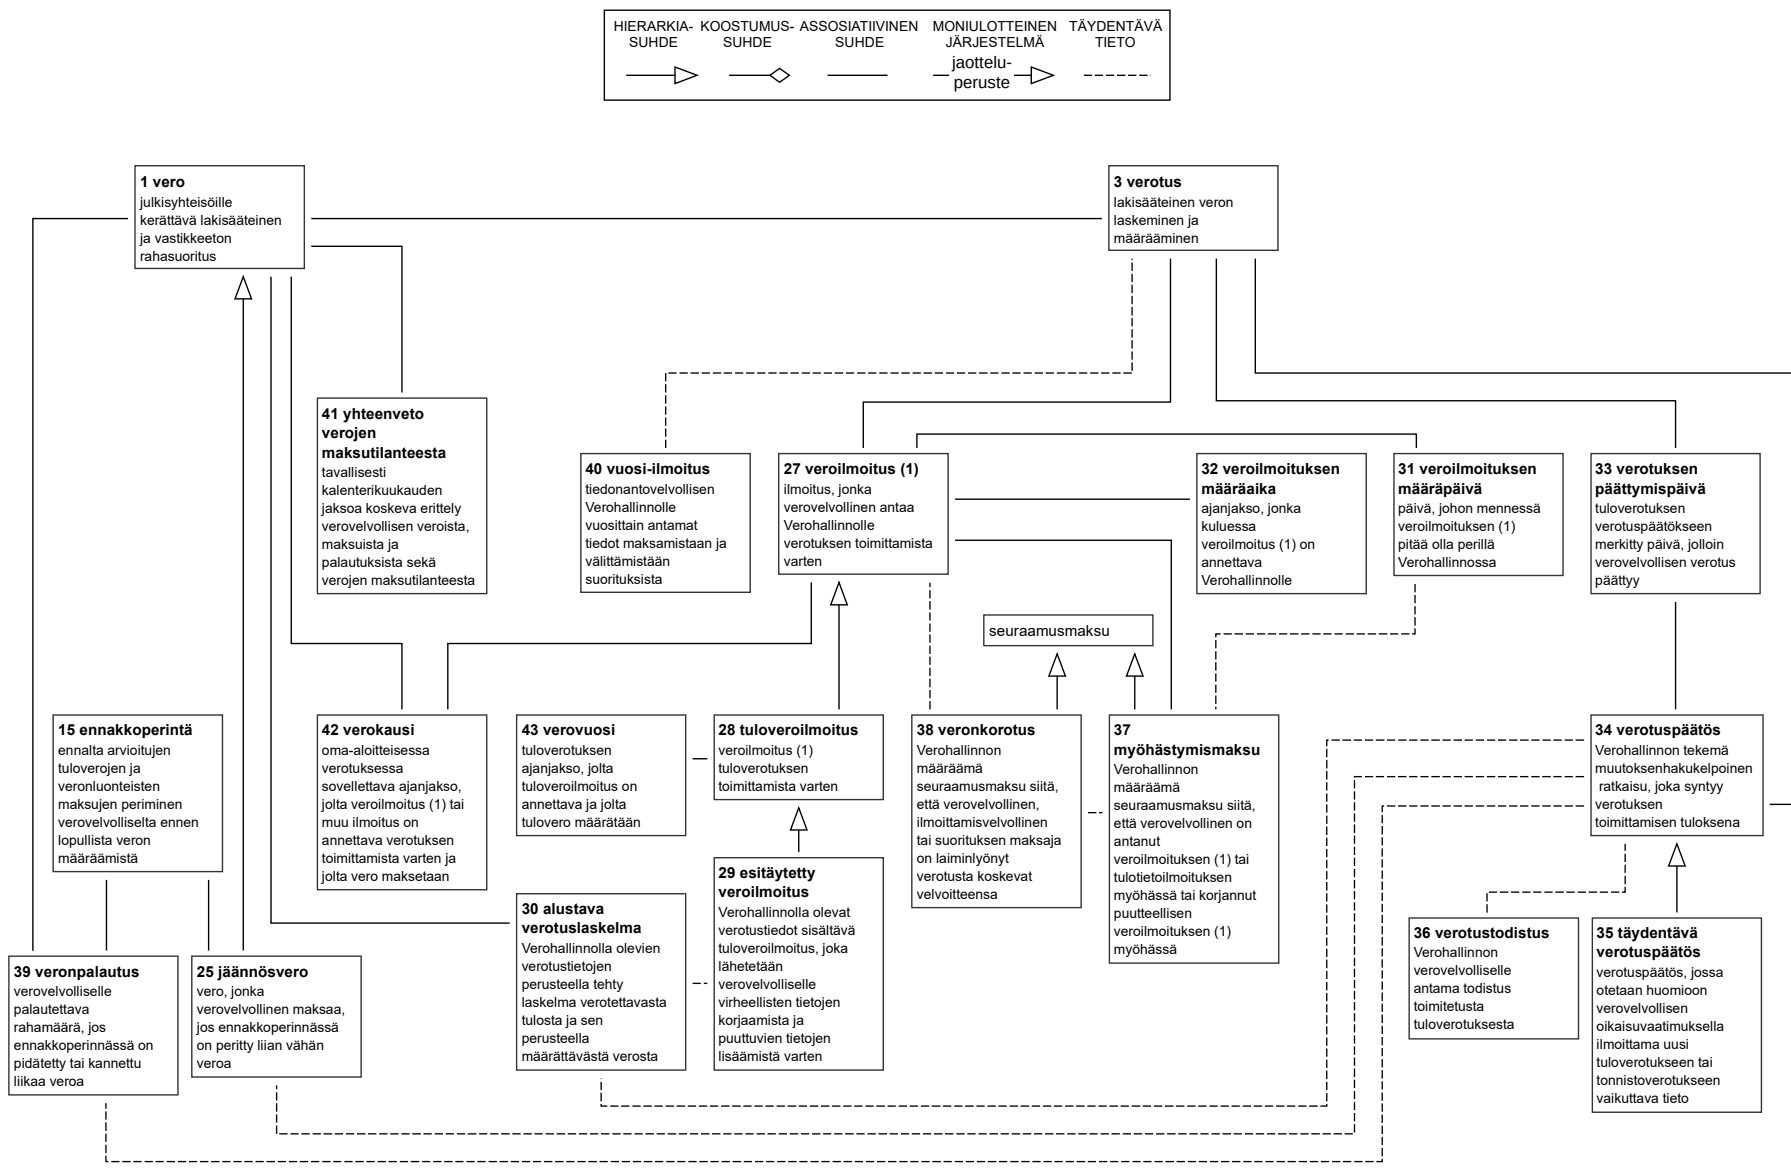 HIERARKIA-
SUHDE
KOOSTUMUS-
SUHDE
ASSOSIATIIVINEN
SUHDE
MONIULOTTEINEN
JÄRJESTELMÄ
jaottelu-
peruste
TÄYDENTÄVÄ
TIETO
1 vero
julkisyhteisöille
kerättävä lakisääteinen
ja vastikkeeton
rahasuoritus
3 verotus
lakisääteinen veron
laskeminen ja
määrääminen
41 yhteenveto
verojen
maksutilanteesta
tavallisesti
kalenterikuukauden
jaksoa koskeva erittely
verovelvollisen veroista,
maksuista ja
palautuksista sekä
verojen maksutilanteesta
40 vuosi-ilmoitus
tiedonantovelvollisen
Verohallinnolle
vuosittain antamat
tiedot maksamistaan ja
välittämistään
suorituksista
27 veroilmoitus (1)
ilmoitus, jonka
verovelvollinen antaa
Verohallinnolle
verotuksen toimittamista
varten
32 veroilmoituksen
määräaika
ajanjakso, jonka
kuluessa
veroilmoitus (1) on
annettava
Verohallinnolle
31 veroilmoituksen
määräpäivä
päivä, johon mennessä
veroilmoituksen (1)
pitää olla perillä
Verohallinnossa
33 verotuksen
päättymispäivä
tuloverotuksen
verotuspäätökseen
merkitty päivä, jolloin
verovelvollisen verotus
päättyy
seuraamusmaksu
15 ennakkoperintä
ennalta arvioitujen
tuloverojen ja
veronluonteisten
maksujen periminen
verovelvolliselta ennen
lopullista veron
määräämistä
42 verokausi
oma-aloitteisessa
verotuksessa
sovellettava ajanjakso,
jolta veroilmoitus (1) tai
muu ilmoitus on
annettava verotuksen
toimittamista varten ja
jolta vero maksetaan
43 verovuosi
tuloverotuksen
ajanjakso, jolta
tuloveroilmoitus on
annettava ja jolta
tulovero määrätään
28 tuloveroilmoitus
veroilmoitus (1)
tuloverotuksen
toimittamista varten
38 veronkorotus
Verohallinnon
määräämä
seuraamusmaksu siitä,
että verovelvollinen,
ilmoittamisvelvollinen
tai suorituksen maksaja
on laiminlyönyt
verotusta koskevat
velvoitteensa
37
myöhästymismaksu
Verohallinnon
määräämä
seuraamusmaksu siitä,
että verovelvollinen on
antanut
veroilmoituksen (1) tai
tulotietoilmoituksen
myöhässä tai korjannut
puutteellisen
veroilmoituksen (1)
myöhässä
34 verotuspäätös
Verohallinnon tekemä
muutoksenhakukelpoinen
ratkaisu, joka syntyy
verotuksen
toimittamisen tuloksena
39 veronpalautus
verovelvolliselle
palautettava
rahamäärä, jos
ennakkoperinnässä on
pidätetty tai kannettu
liikaa veroa
25 jäännösvero
vero, jonka
verovelvollinen maksaa,
jos ennakkoperinnässä
on peritty liian vähän
veroa
30 alustava
verotuslaskelma
Verohallinnolla olevien
verotustietojen
perusteella tehty
laskelma verotettavasta
tulosta ja sen
perusteella
määrättävästä verosta
29 esitäytetty
veroilmoitus
Verohallinnolla olevat
verotustiedot sisältävä
tuloveroilmoitus, joka
lähetetään
verovelvolliselle
virheellisten tietojen
korjaamista ja
puuttuvien tietojen
lisäämistä varten
36 verotustodistus
Verohallinnon
verovelvolliselle
antama todistus
toimitetusta
tuloverotuksesta
35 täydentävä
verotuspäätös
verotuspäätös, jossa
otetaan huomioon
verovelvollisen
oikaisuvaatimuksella
ilmoittama uusi
tuloverotukseen tai
tonnistoverotukseen
vaikuttava tieto